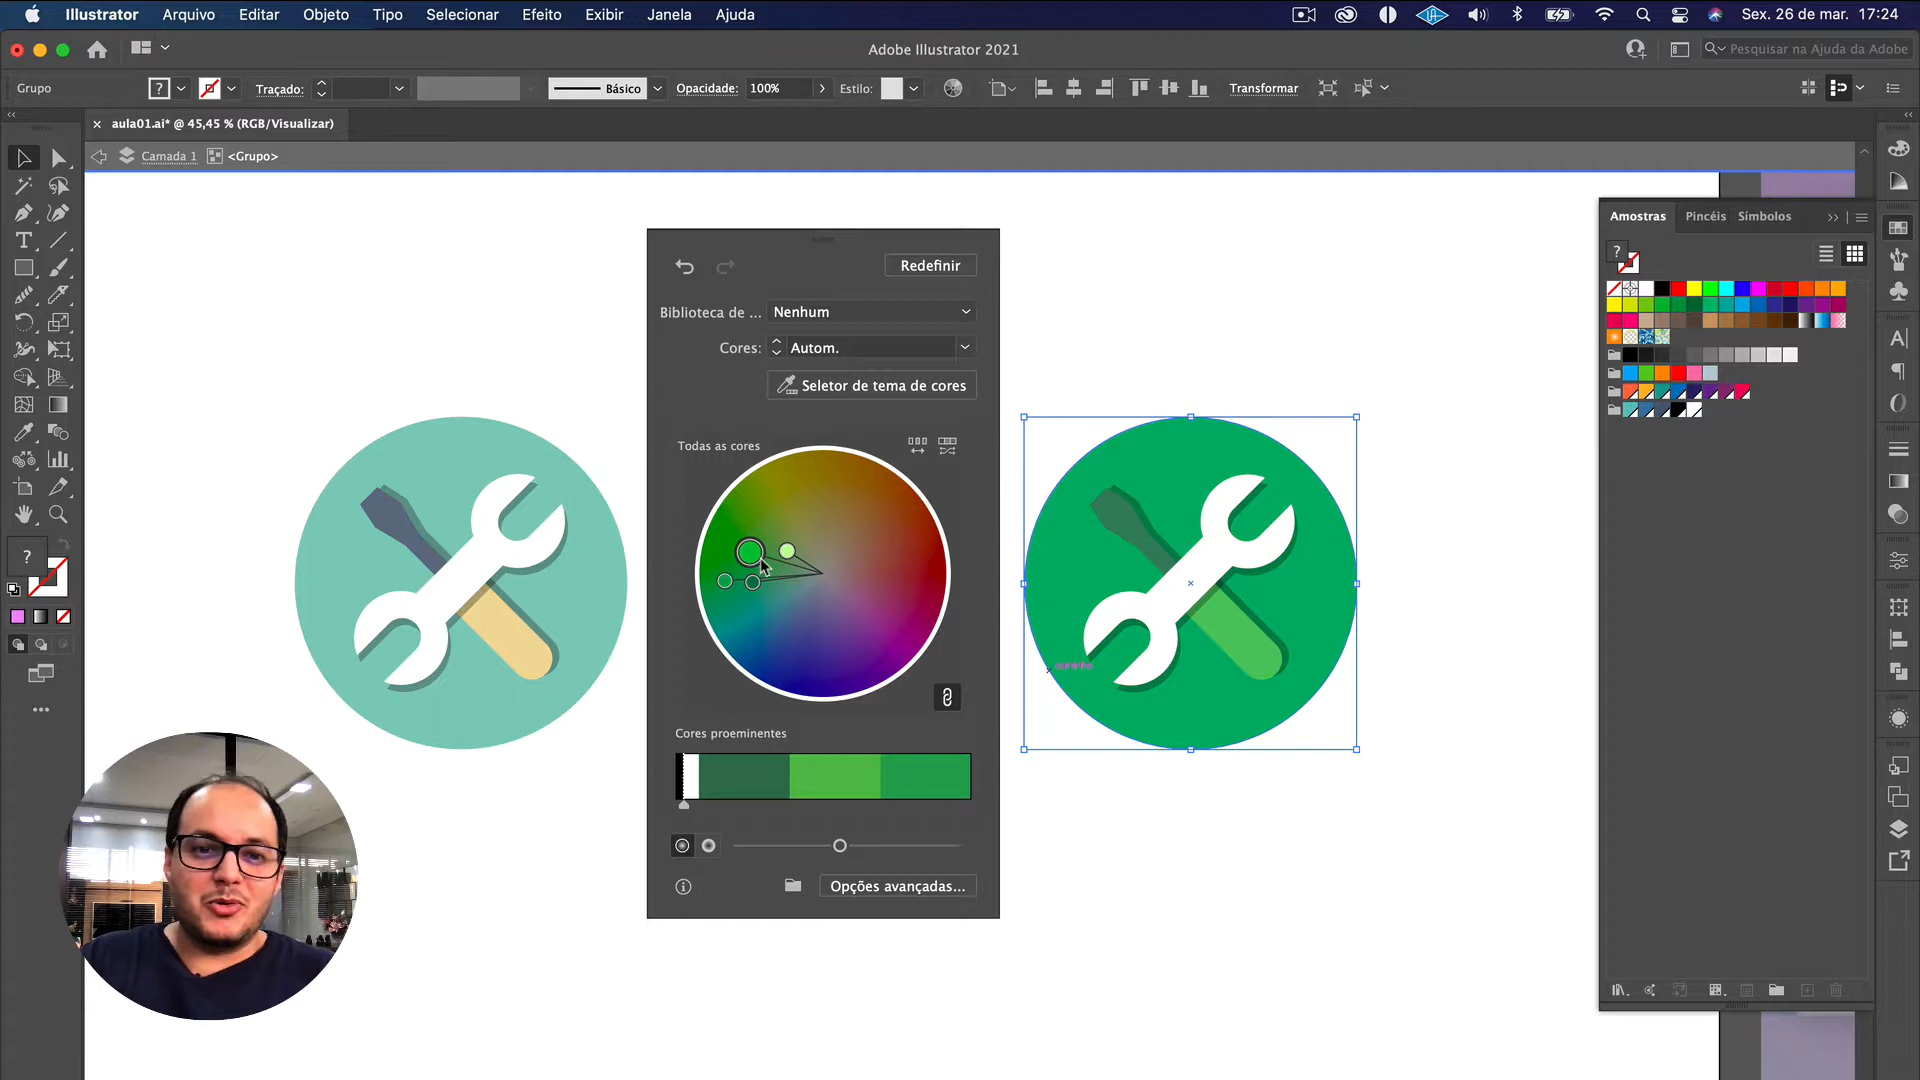 Illustrator Arquivo Editar Objeto Tipo Selecionar Efeito Exibir Janela Ajuda Sex. 26 de mar. 17:24
Adobe Illustrator 2021
Pesquisar na Ajuda da Adobe
Grupo ? Traçado: Básico Opacidade: 100% Estilo: Transformar
× aula01.ai* @ 45,45 % (RGB/Visualizar)
Camada 1 <Grupo>
Amostras Pincéis Símbolos
?
Redefinir
Biblioteca de ... Nenhum
Cores: Autom.
Seletor de tema de cores
Todas as cores
?
Cores proeminentes
Opções avançadas...